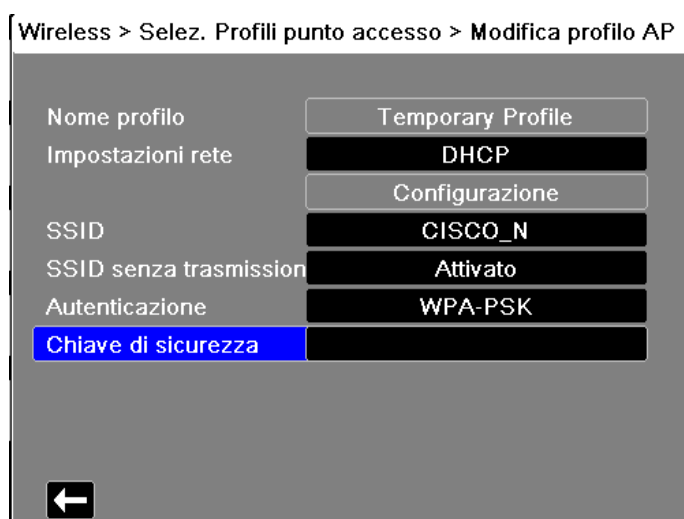 Wireless > Selez. Profili punto accesso > Modifica profilo AP
Nome profilo Temporary Profile
Impostazioni rete DHCP
Configurazione
SSID CISCO_N
SSID senza trasmission Attivato
Autenticazione WPA-PSK
Chiave di sicurezza